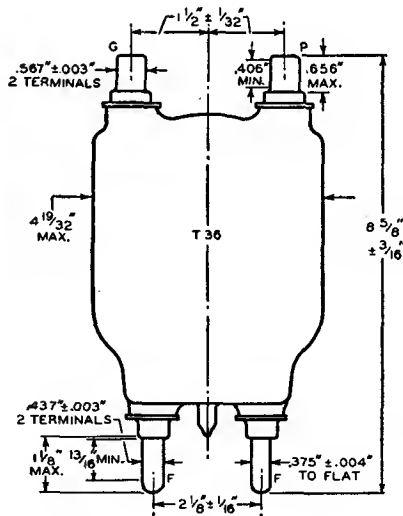 1 1/2" ± 1/32"
G
P
.567" ±.003"
2 TERMINALS
.406"
MIN.
.656"
MAX.
4 19/32"
MAX.
T 36
8 5/8"
± 3/16"
.437" ±.003"
2 TERMINALS
1 1/8"
MAX.
13/16" MIN.
F
F
.375" ±.004"
TO FLAT
2 1/8" ± 1/16"